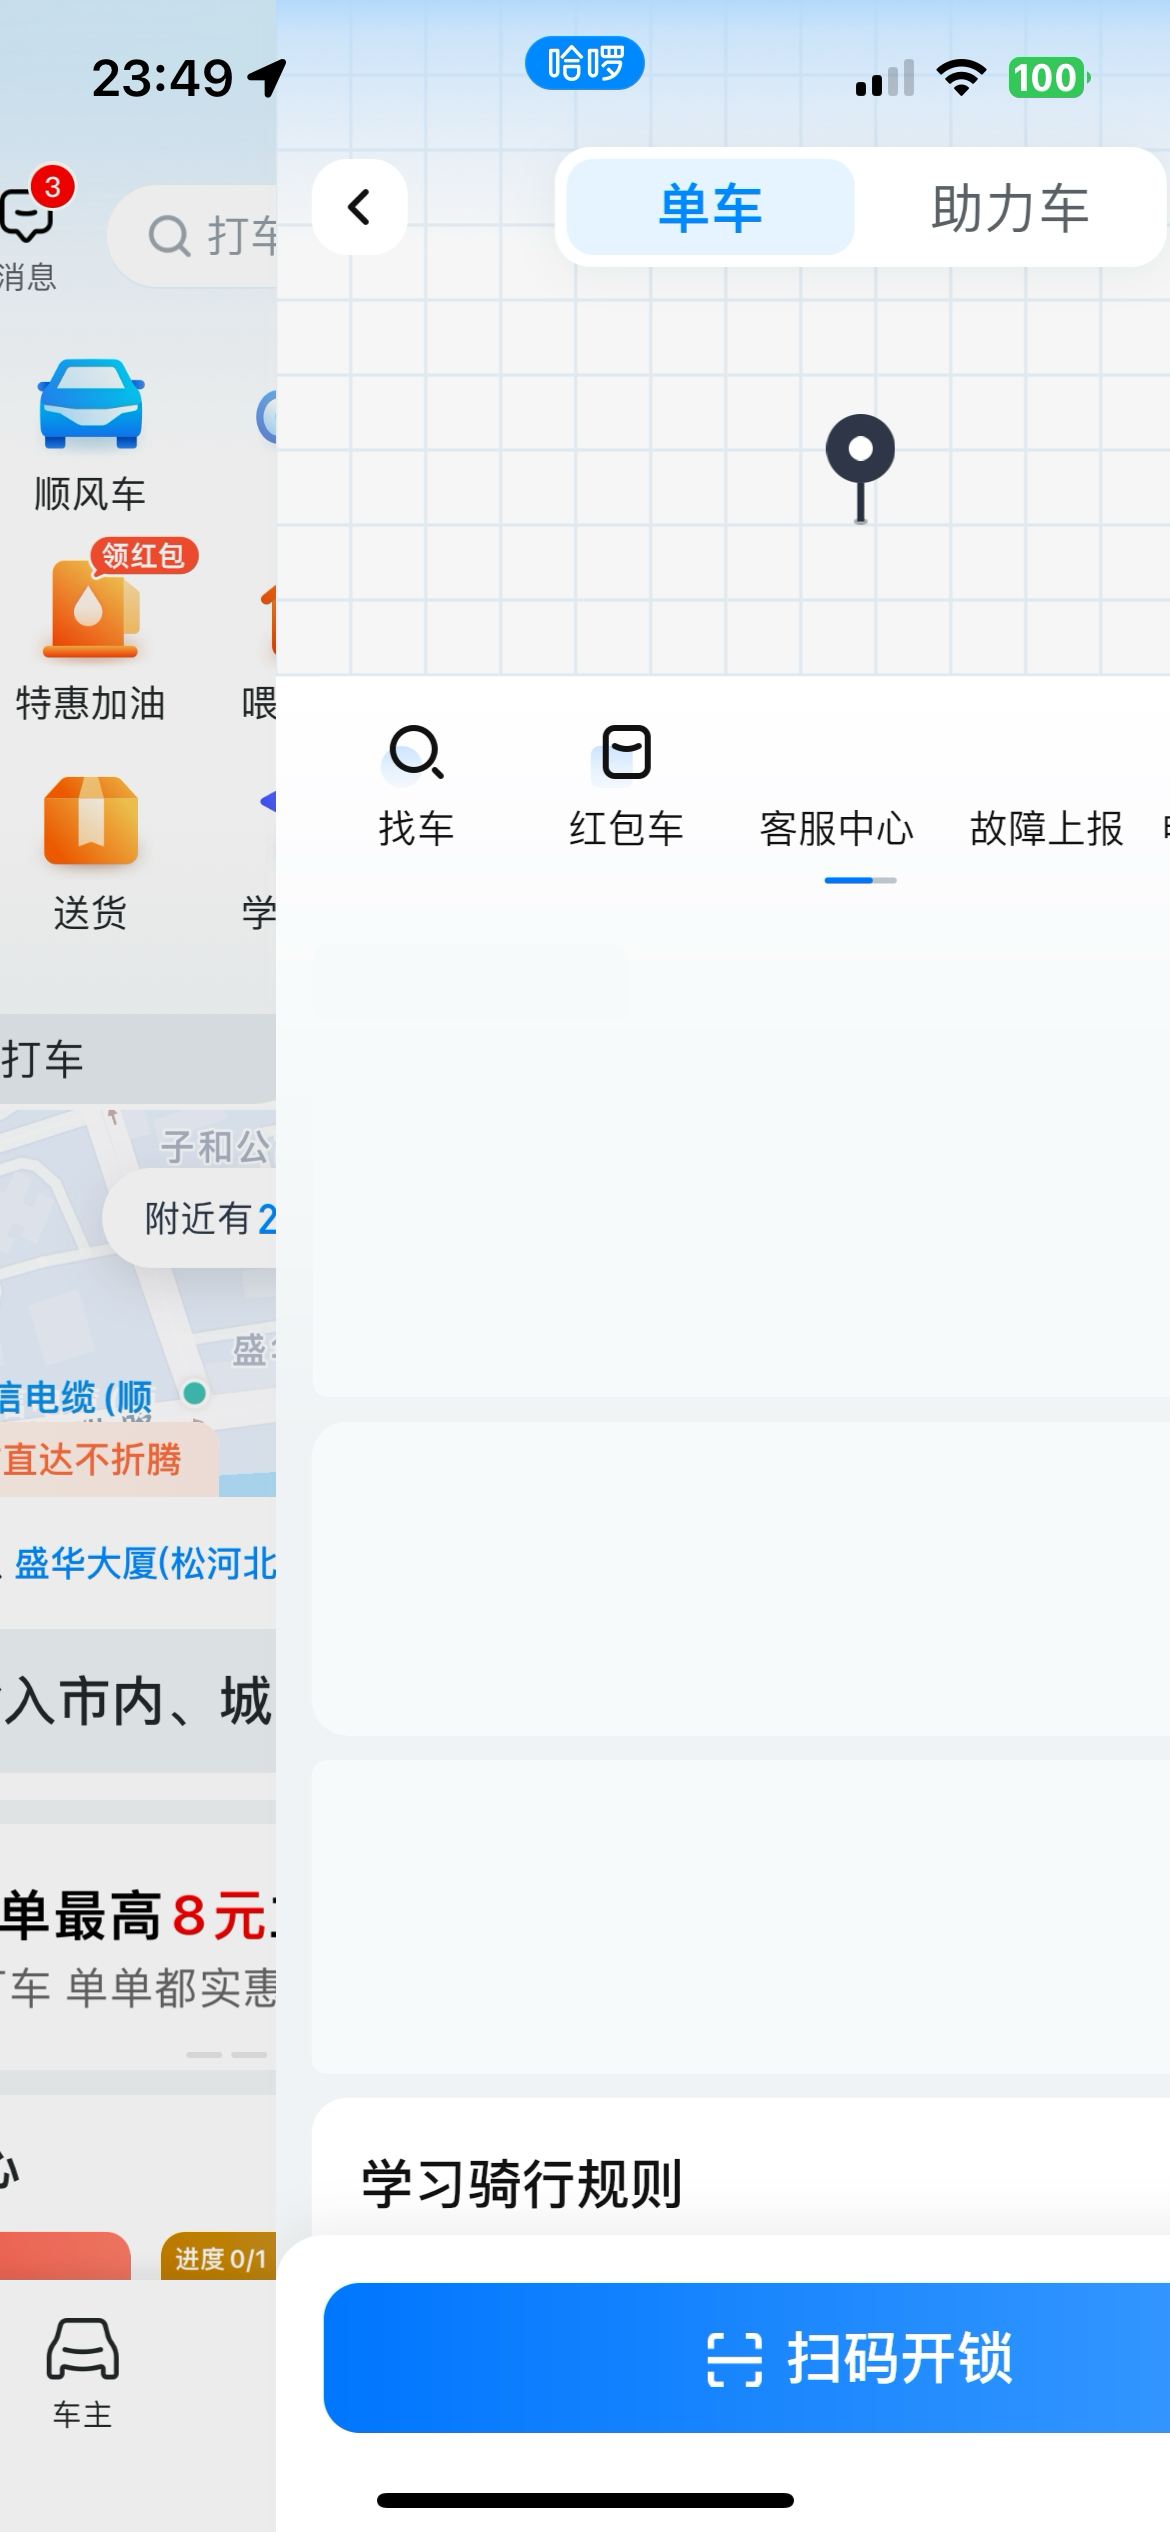 23:49
哈啰
100
3
消息
打车
顺风车
领红包
特惠加油
喂
送货
学
打车
子和公
附近有2
盛华
信电缆(顺
直达不折腾
盛华大厦(松河北
入市内、城
单最高8元
打车 单单都实惠
心
进度 0/1
车主
单车
助力车
找车
红包车
客服中心
故障上报
学习骑行规则
扫码开锁